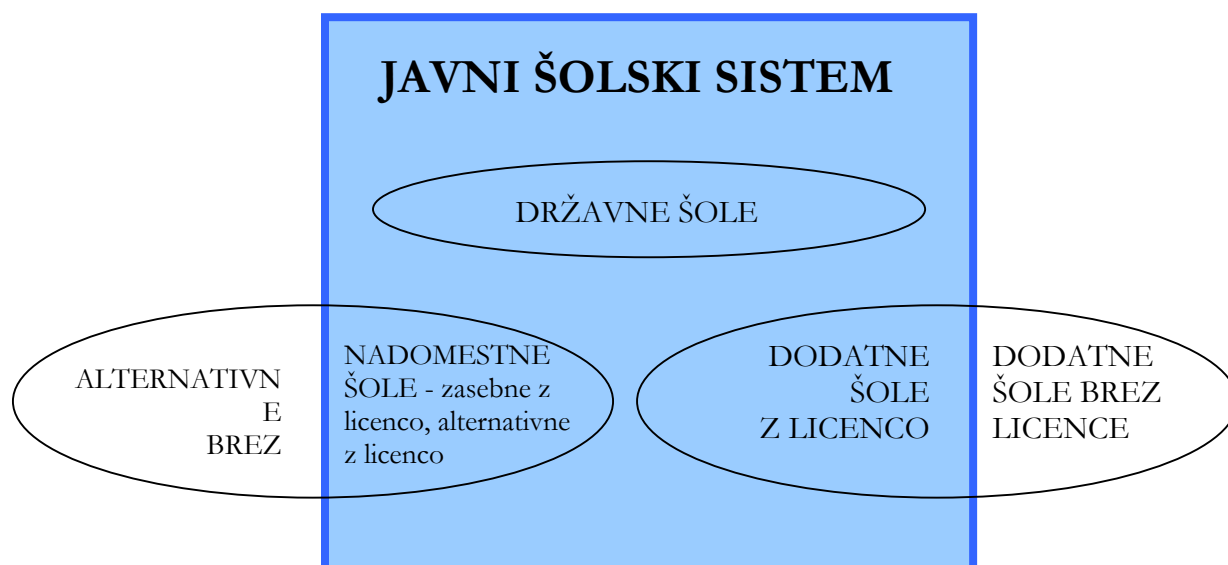 JAVNI ŠOLSKI SISTEM
DRŽAVNE ŠOLE
ALTERNATIVN
E
BREZ
NADOMESTNE
ŠOLE - zasebne z
licenco, alternativne
z licenco
DODATNE
ŠOLE
Z LICENCO
DODATNE
ŠOLE BREZ
LICENCE